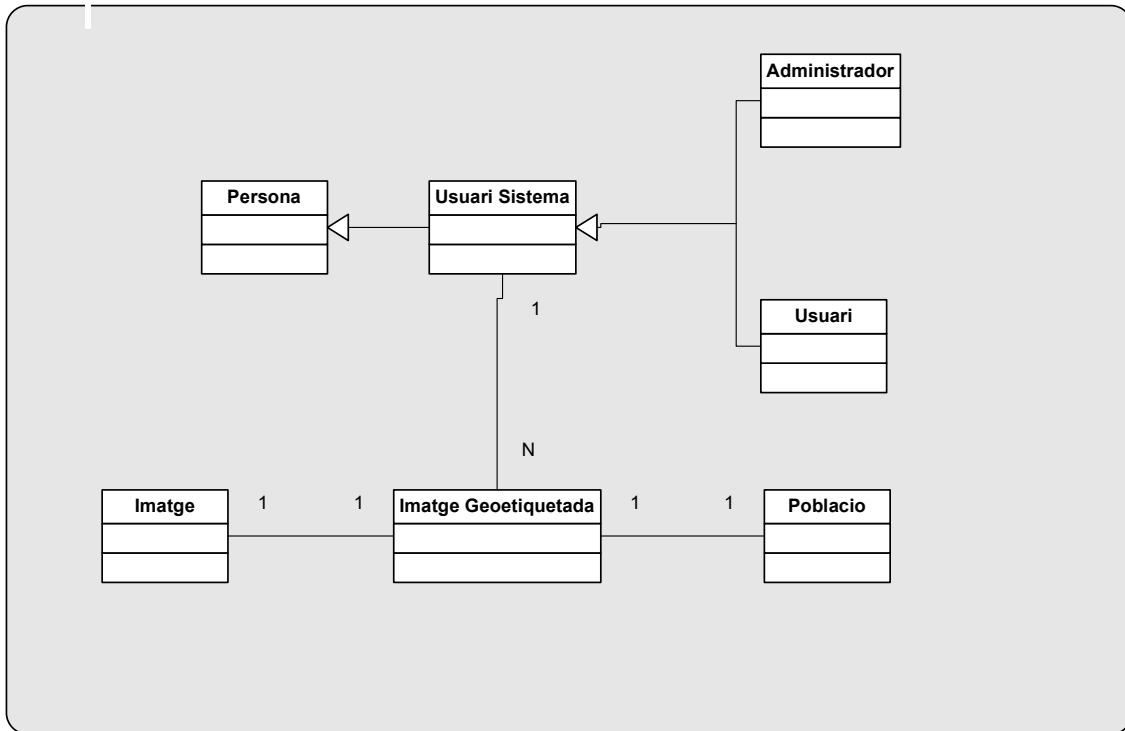 Administrador
Persona
Usuari Sistema
1
Usuari
N
Imatge
1
1
Imatge Geoetiquetada
1
1
Poblacio